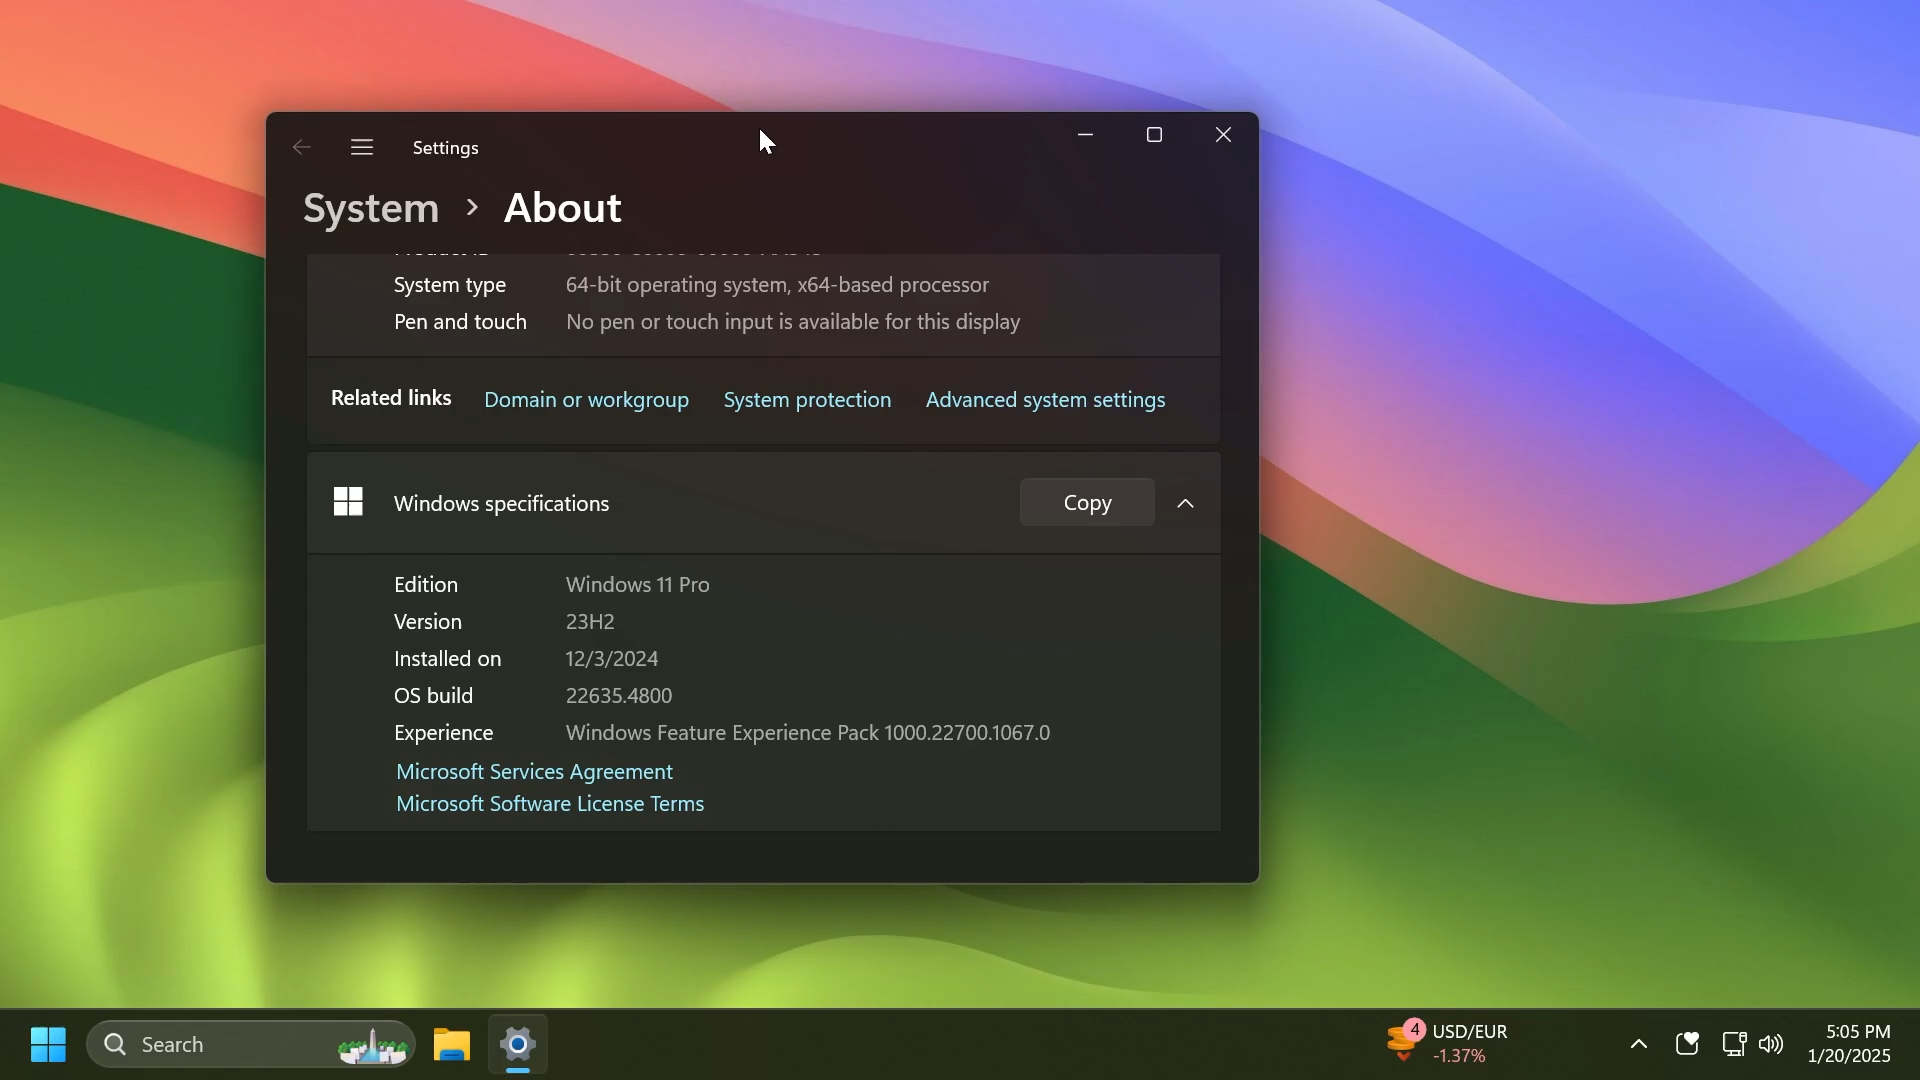 Settings
System > About
System type 64-bit operating system, x64-based processor
Pen and touch No pen or touch input is available for this display
Related links Domain or workgroup System protection Advanced system settings
Windows specifications Copy
Edition Windows 11 Pro
Version 23H2
Installed on 12/3/2024
OS build 22635.4800
Experience Windows Feature Experience Pack 1000.22700.1067.0
Microsoft Services Agreement
Microsoft Software License Terms
Search 4 USD/EUR 5:05 PM
-1.37% 1/20/2025